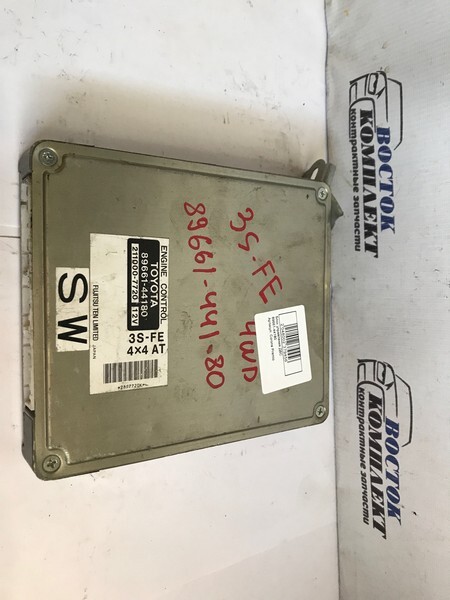 ENGINE CONTROL
TOYOTA
89661-44180
211000-7720 12V
3S-FE
4×4 AT
SW
FUJITSU TEN LIMITED JAPAN
3S-FE 4WD
89661-441-80
ВОСТОК
КОМПЛЕКТ
контрактные запчасти
ВОСТОК
КОМПЛЕКТ
контрактные запчасти